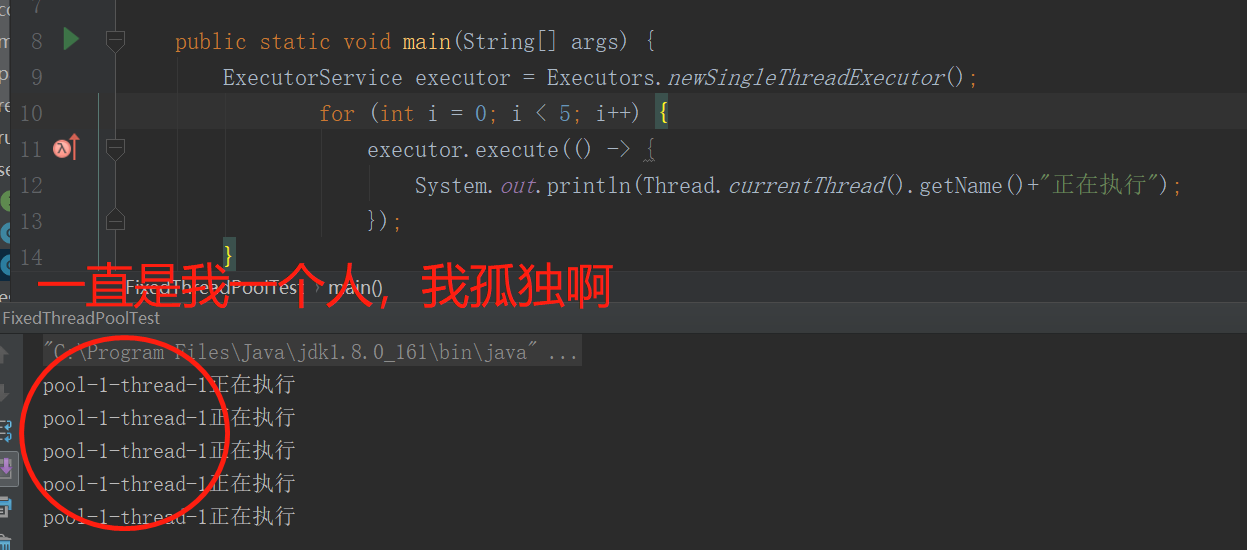 7
8 public static void main(String[] args) {
9 ExecutorService executor = Executors.newSingleThreadExecutor();
10 for (int i = 0; i < 5; i++) {
11 executor.execute(() -> {
12 System.out.println(Thread.currentThread().getName()+"正在执行");
13 });
14 }
一直是我一个人，我孤独啊
FixedThreadPoolTest › main()
FixedThreadPoolTest
"C:\Program Files\Java\jdk1.8.0_161\bin\java" ...
pool-1-thread-1正在执行
pool-1-thread-1正在执行
pool-1-thread-1正在执行
pool-1-thread-1正在执行
pool-1-thread-1正在执行